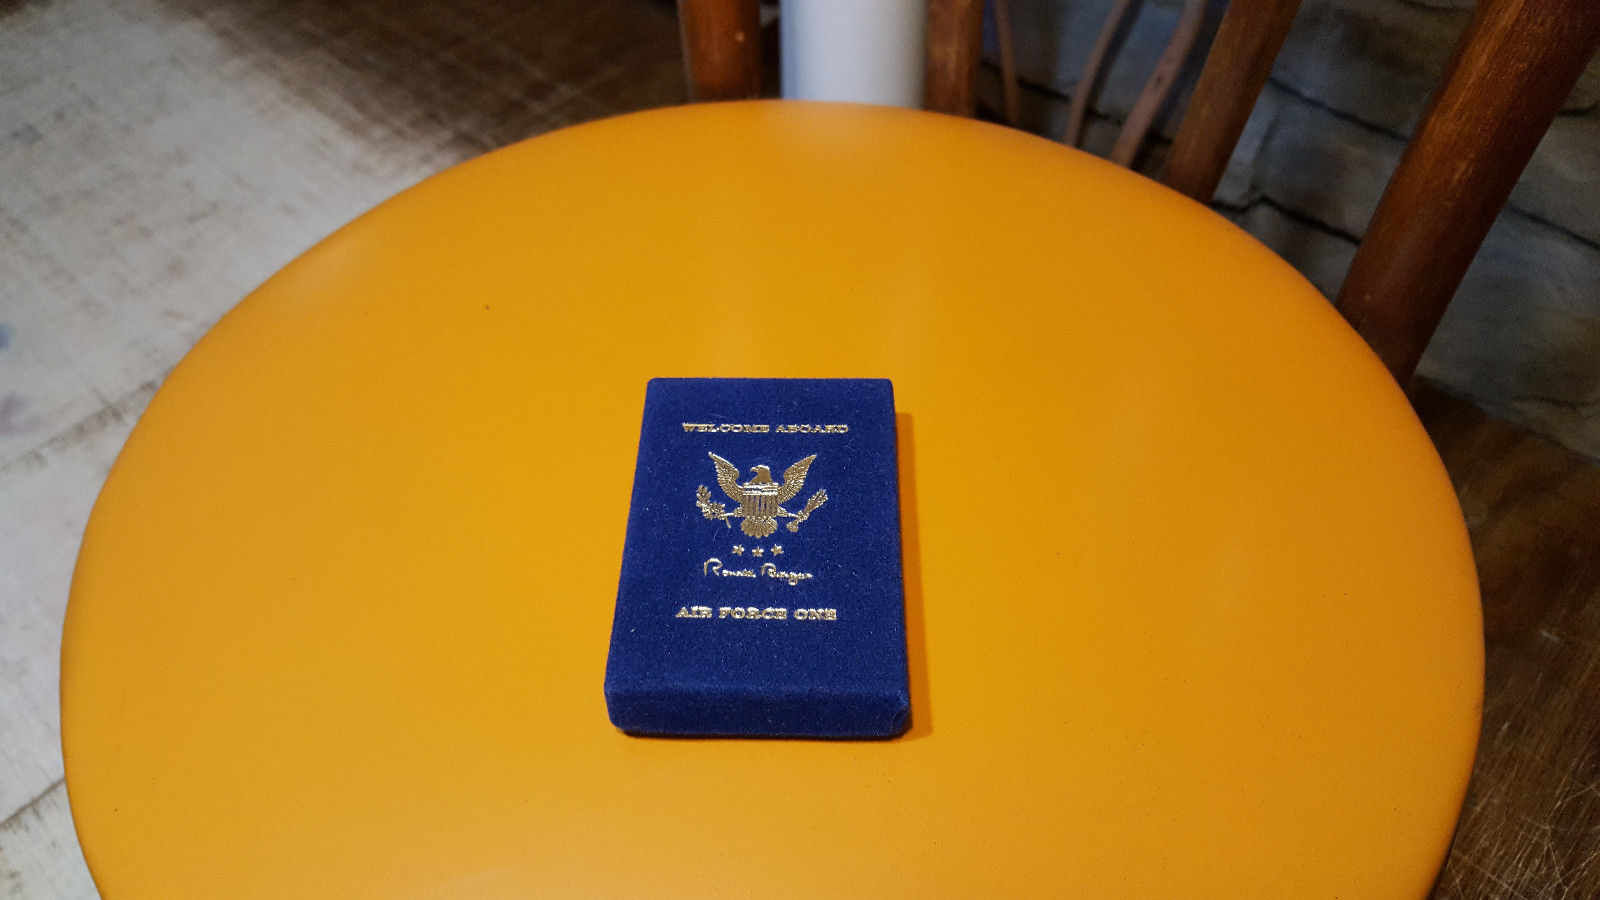 WELCOME ABOARD
Ronald Reagan
AIR FORCE ONE